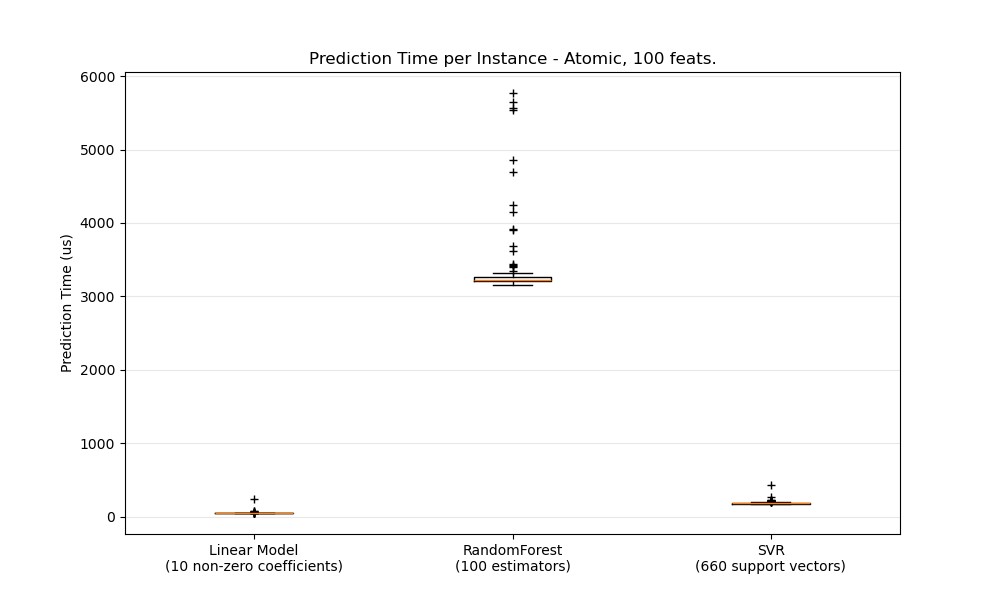 Prediction Time per Instance - Atomic, 100 feats.
6000
5000
4000
3000
2000
1000
0
Prediction Time (us)
Linear Model
(10 non-zero coefficients)
RandomForest
(100 estimators)
SVR
(660 support vectors)